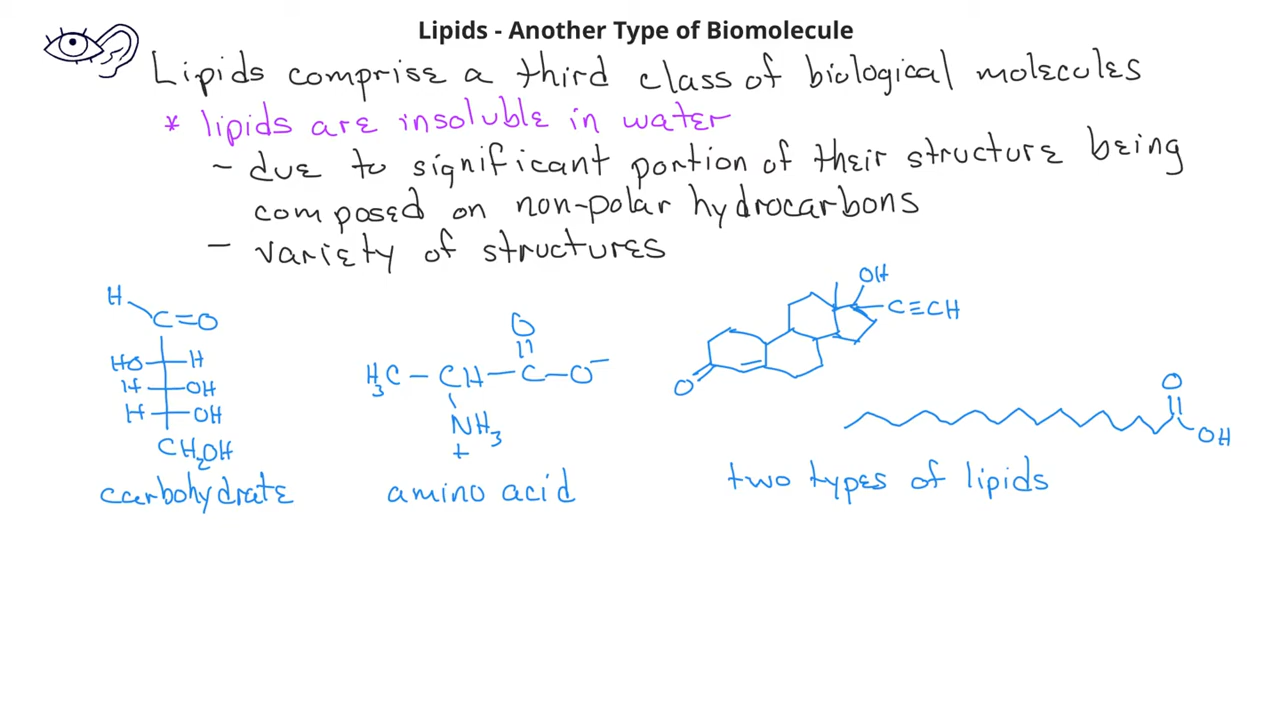 Lipids - Another Type of Biomolecule
Lipids comprise a third class of biological molecules
* lipids are insoluble in water
- due to significant portion of their structure being
composed on non-polar hydrocarbons
- variety of structures
H
C=O
HO H
H OH
H OH
CH2OH
carbohydrate
O
H3C - CH - C - O-
NH3
+
amino acid
OH
C≡CH
O
O
OH
two types of lipids